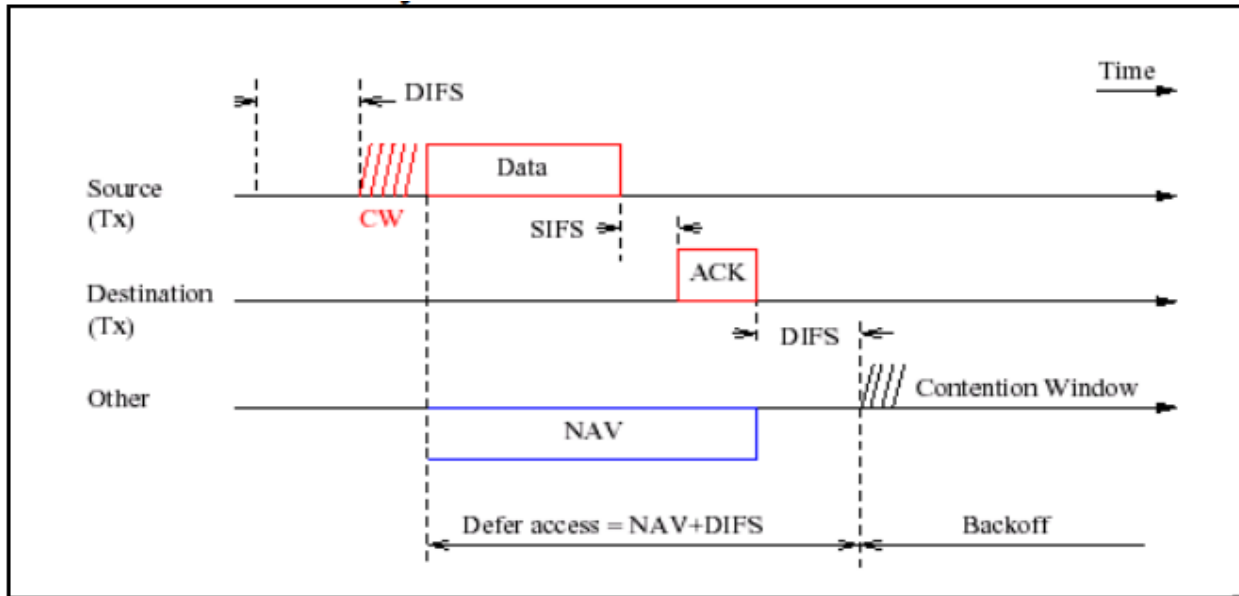 Time
DIFS
Data
Source
(Tx)
CW
SIFS
ACK
Destination
(Tx)
DIFS
Contention Window
Other
NAV
Defer access = NAV+DIFS
Backoff